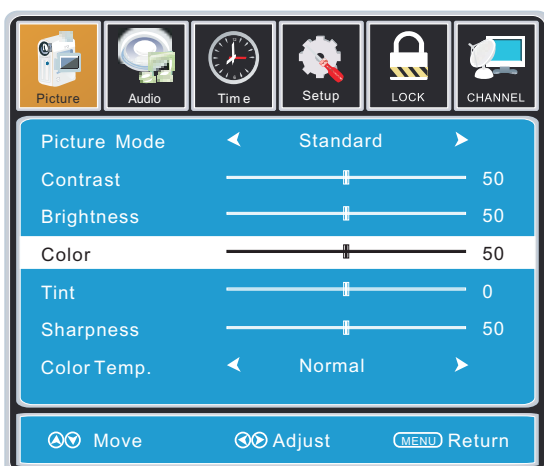 Picture Audio Time Setup LOCK CHANNEL
Picture Mode Standard
Contrast 50
Brightness 50
Color 50
Tint 0
Sharpness 50
Color Temp. Normal
Move Adjust MENU Return